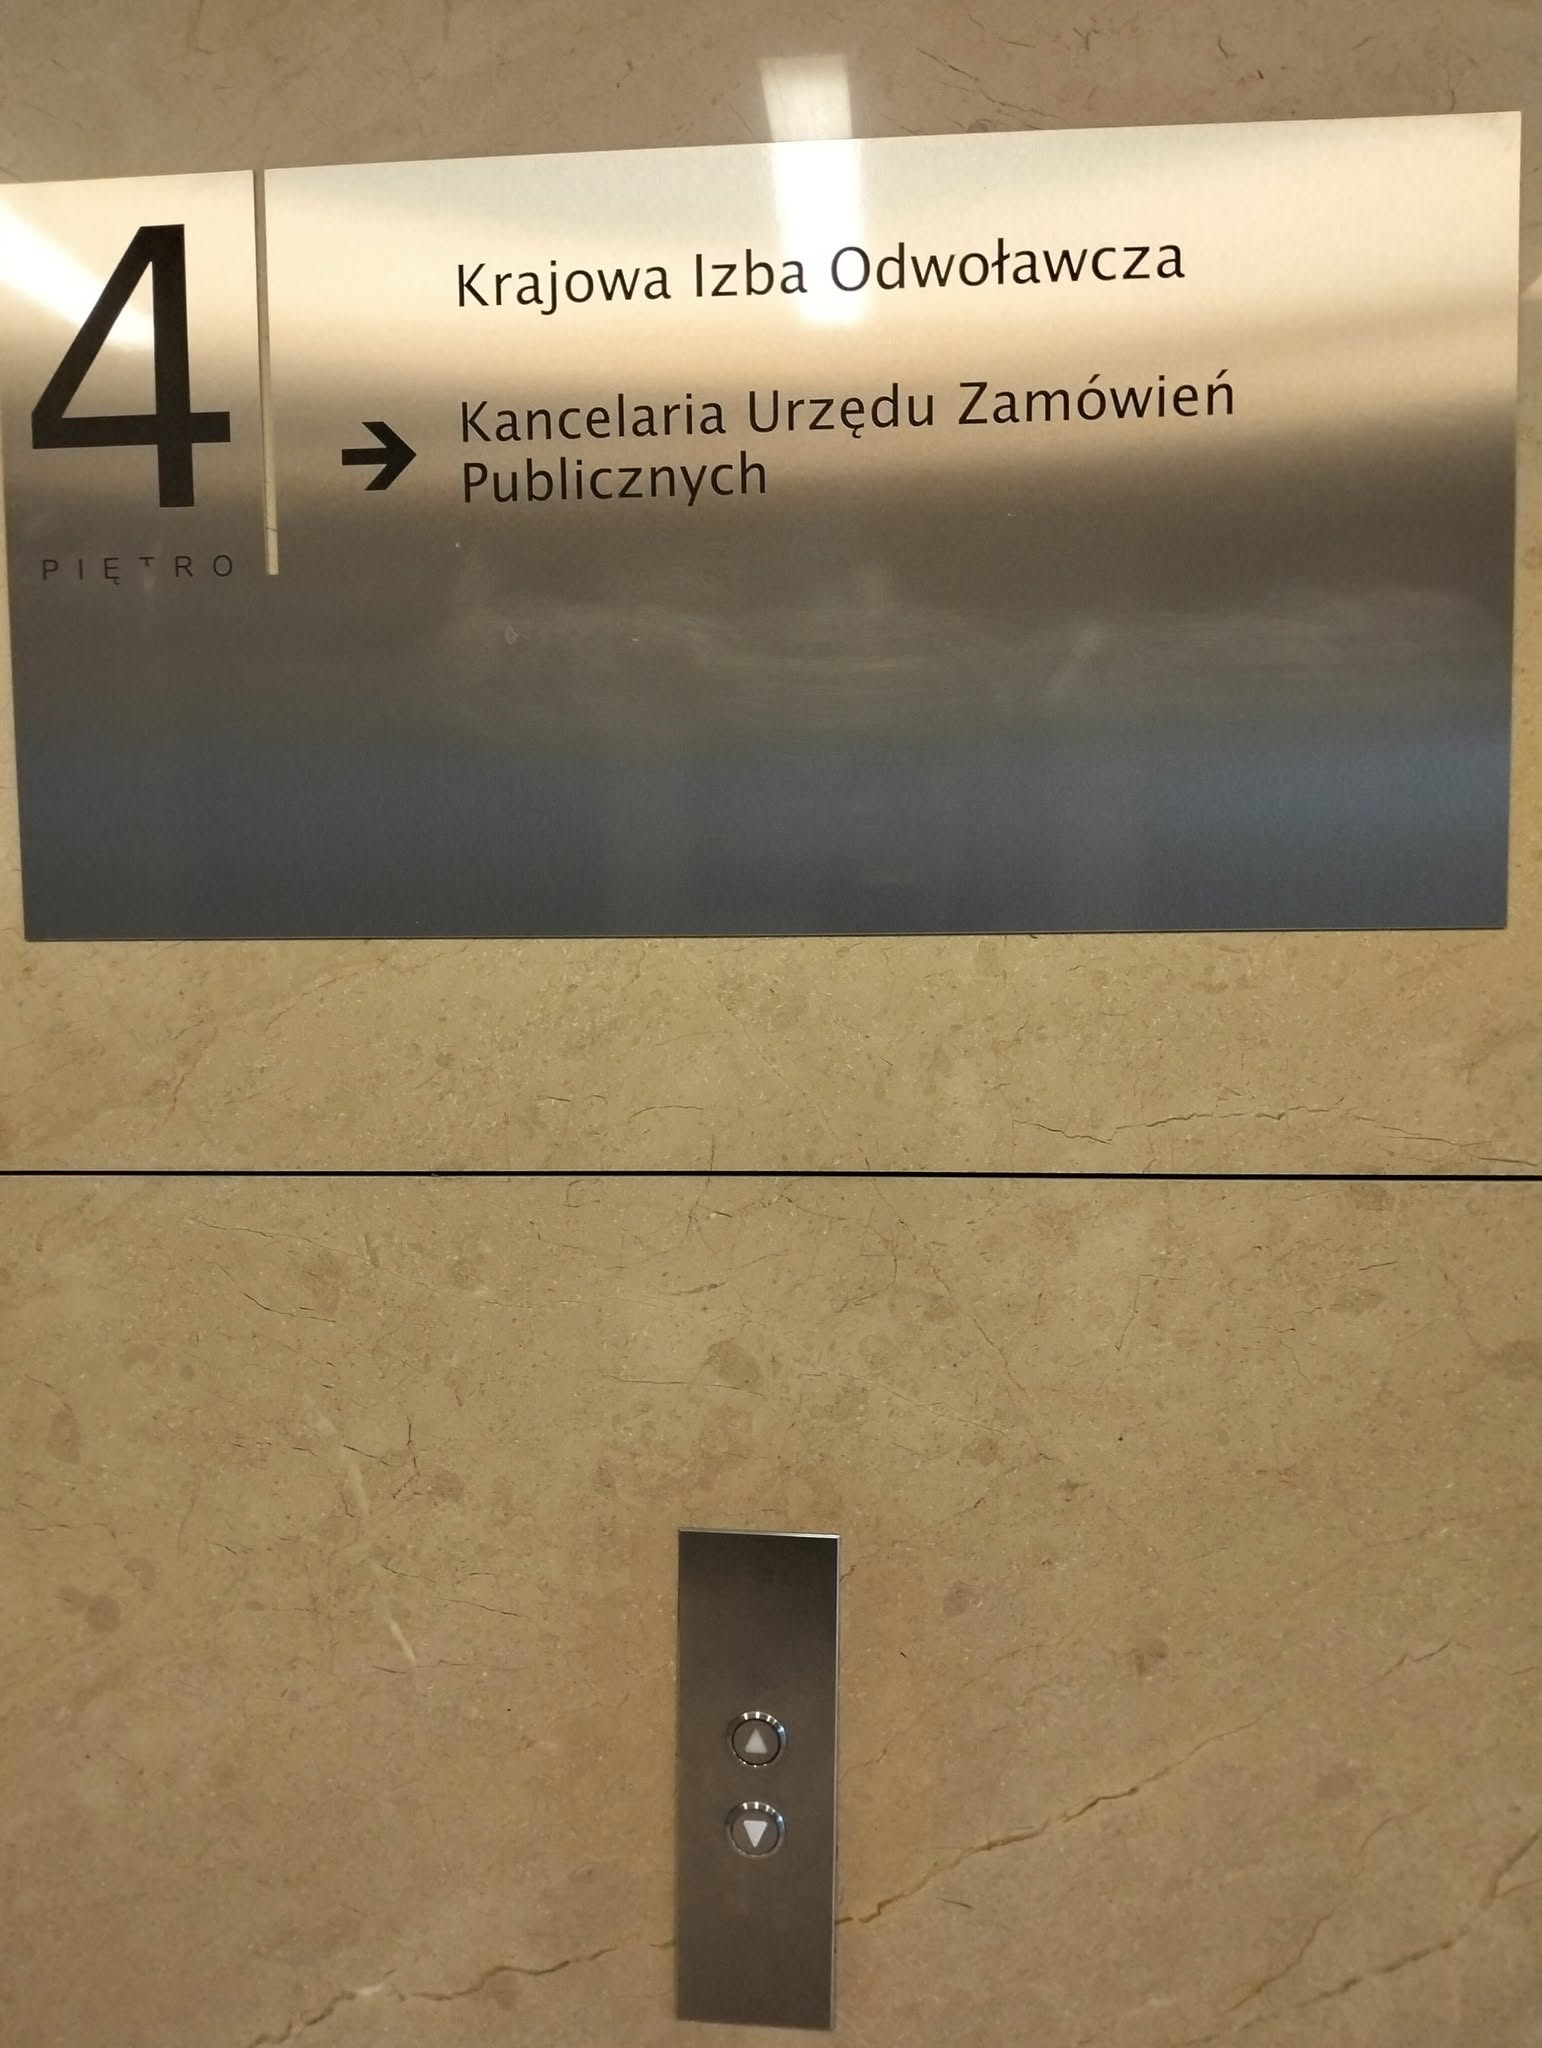 4
PIĘTRO
Krajowa Izba Odwoławcza
→ Kancelaria Urzędu Zamówień
Publicznych